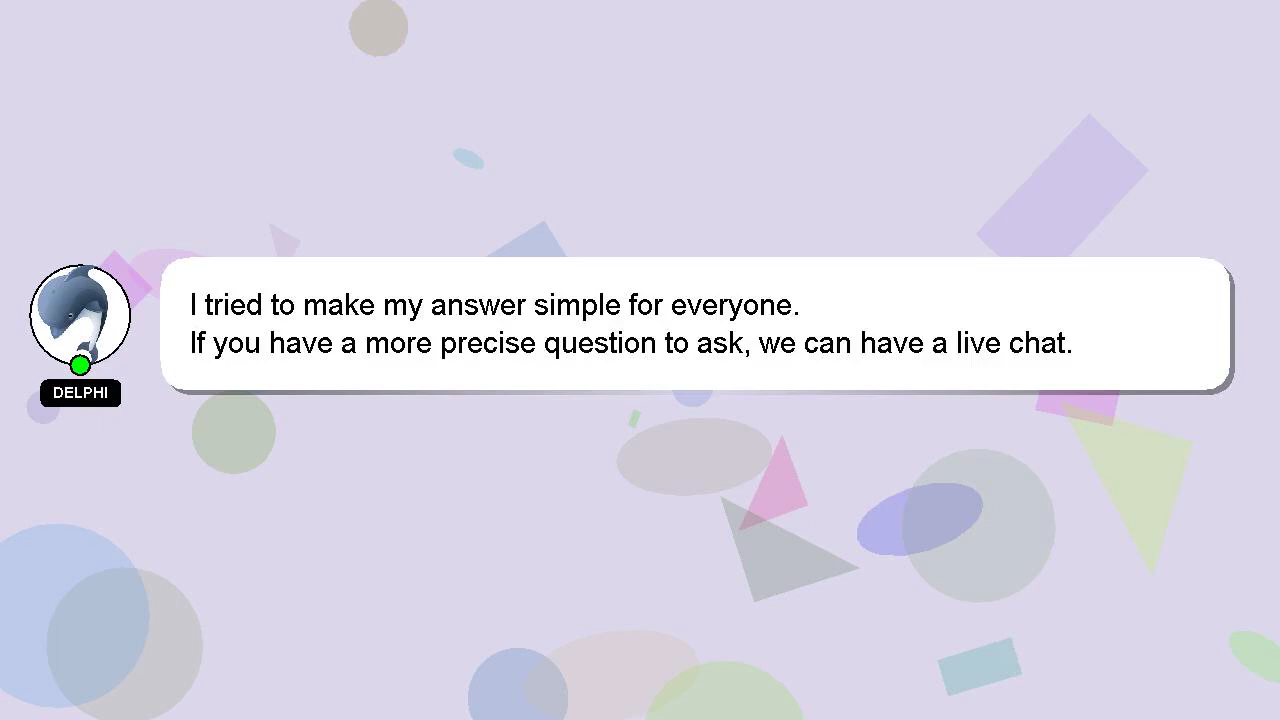 I tried to make my answer simple for everyone.
If you have a more precise question to ask, we can have a live chat.
DELPHI